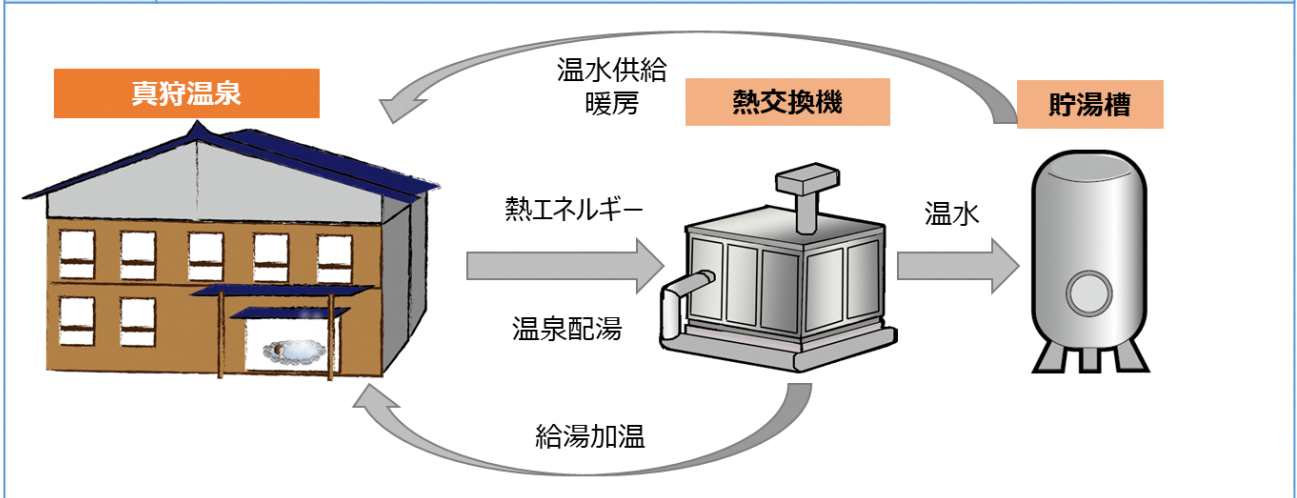 温水供給
暖房
真狩温泉
熱交換機
貯湯槽
熱エネルギー
温水
温泉配湯
給湯加温